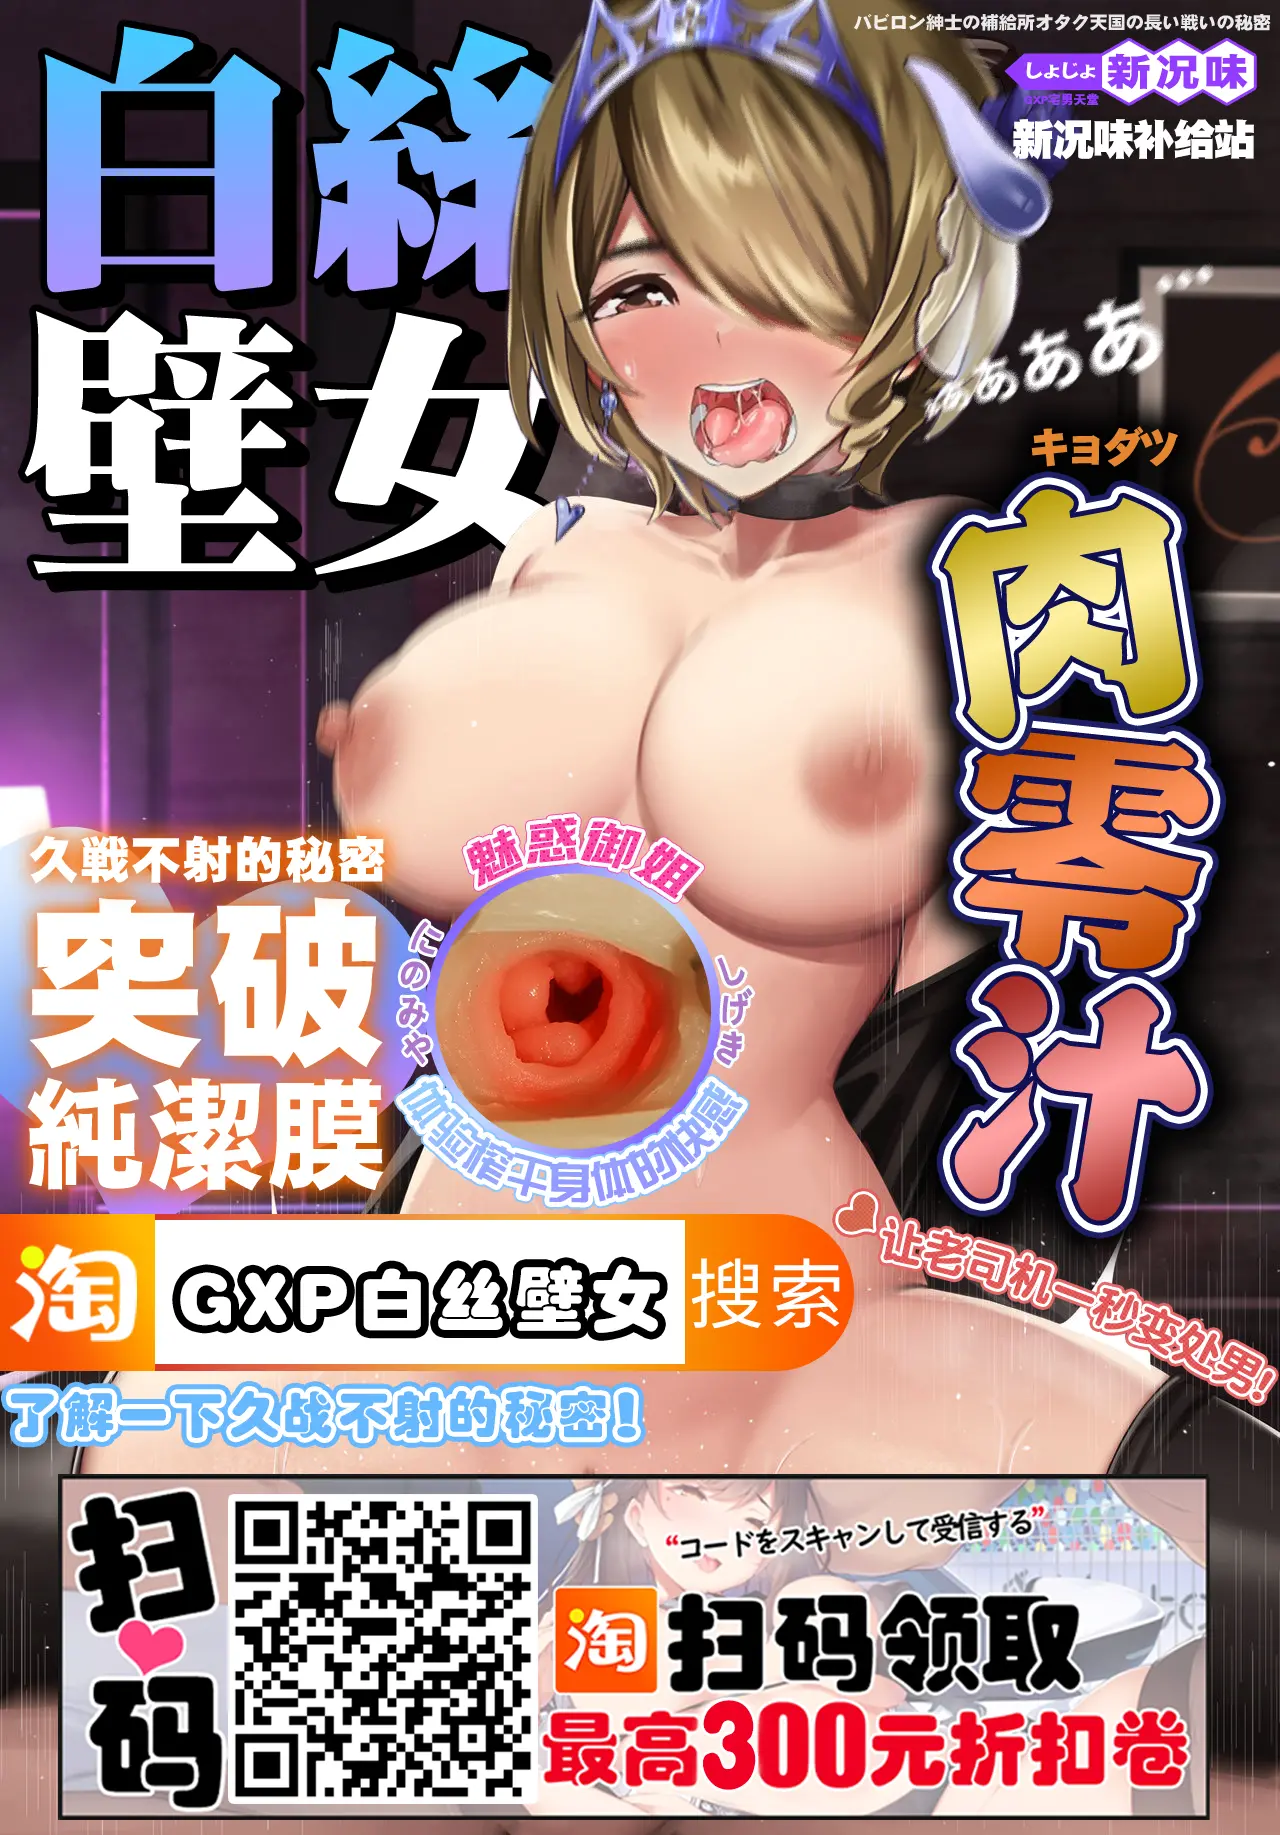 バビロン紳士の補給所オタク天国の長い戦いの秘密
しょじょ
新况味
GXP宅男天堂
新况味补给站
白絲
壁女
ああああ…
キョダツ
肉零汁
久戦不射的秘密
突破
純潔膜
魅惑御姐
にのみや
しげき
体验榨干身体的快感
让老司机一秒变处男!
淘
GXP白丝壁女
搜索
了解一下久战不射的秘密!
扫码
“コードをスキャンして受信する”
淘
扫码领取
最高300元折扣卷